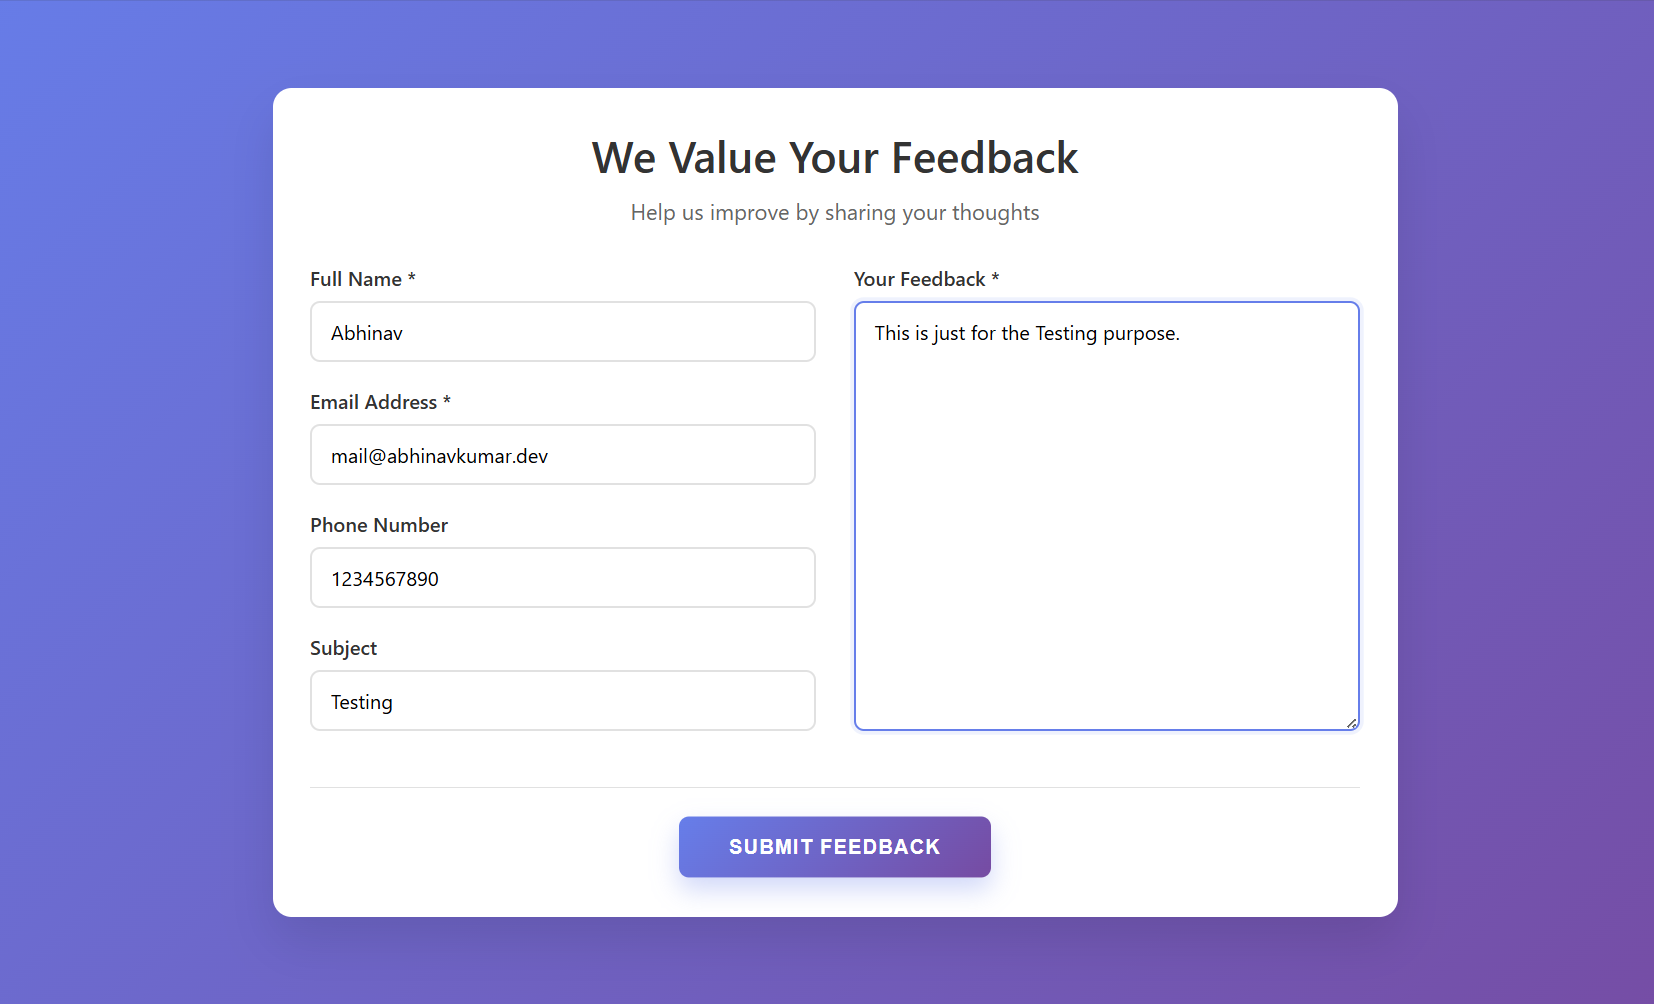 We Value Your Feedback
Help us improve by sharing your thoughts
Full Name *
Abhinav
Email Address *
mail@abhinavkumar.dev
Phone Number
1234567890
Subject
Testing
Your Feedback *
This is just for the Testing purpose.
SUBMIT FEEDBACK